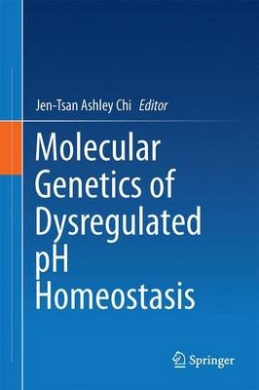 Jen-Tsan Ashley Chi Editor
Molecular
Genetics of
Dysregulated
pH
Homeostasis
Springer